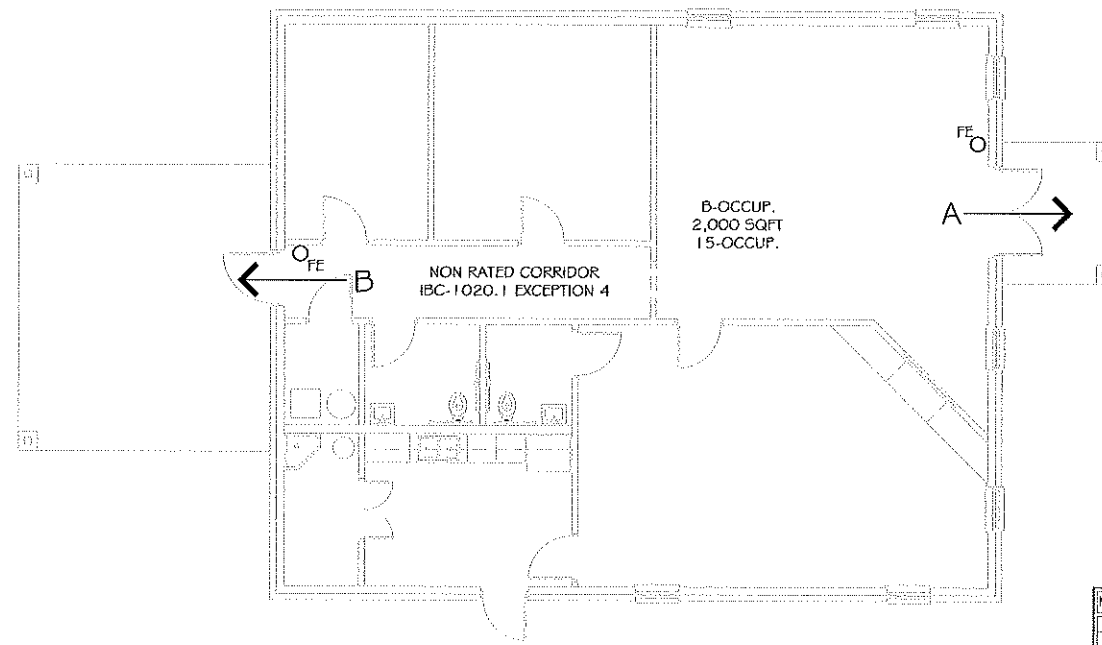 FE
B-OCCUP.
2,000 SQFT
15-OCCUP.
A
FE
B
NON RATED CORRIDOR
IBC-1020.1 EXCEPTION 4